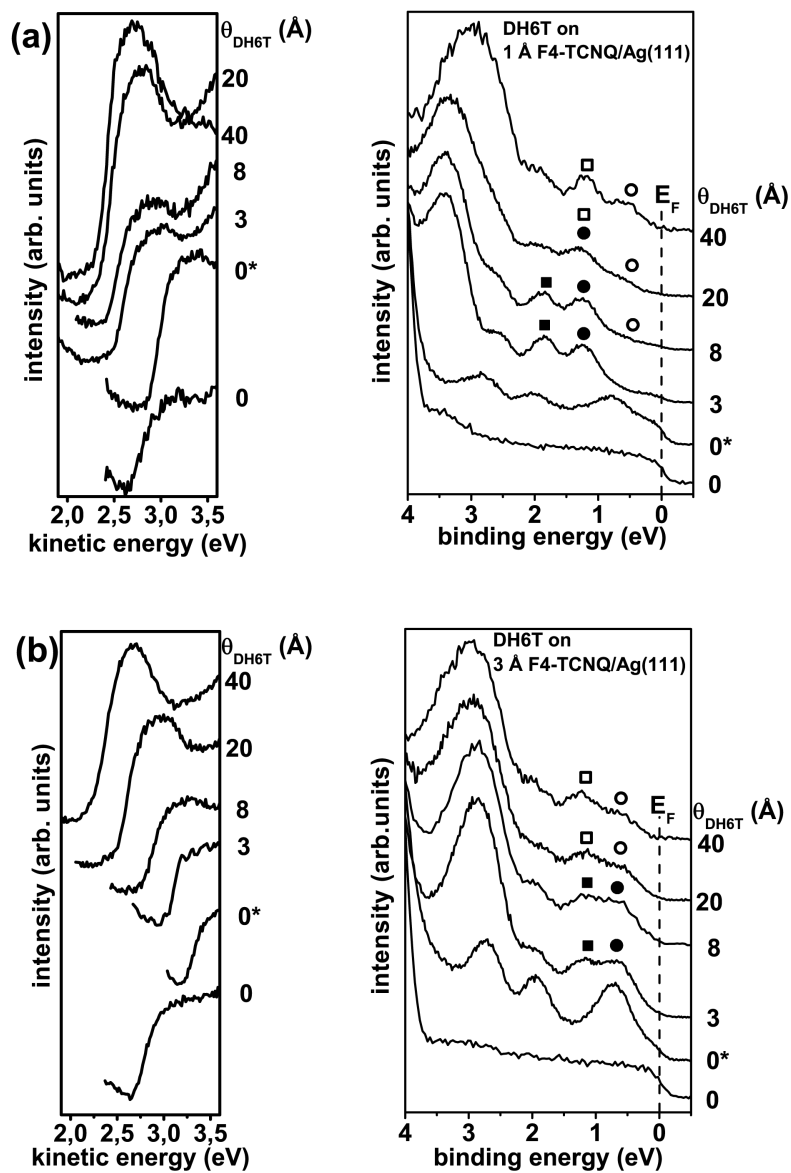 (a)
θDH6T (Å)
20
40
8
3
0*
0
intensity (arb. units)
2,0 2,5 3,0 3,5
kinetic energy (eV)
DH6T on
1 Å F4-TCNQ/Ag(111)
EF θDH6T (Å)
40
20
8
3
0*
0
intensity (arb. units)
4 3 2 1 0
binding energy (eV)
(b)
θDH6T (Å)
40
20
8
3
0*
0
intensity (arb. units)
2,0 2,5 3,0 3,5
kinetic energy (eV)
DH6T on
3 Å F4-TCNQ/Ag(111)
EF θDH6T (Å)
40
20
8
3
0*
0
intensity (arb.units)
4 3 2 1 0
binding energy (eV)